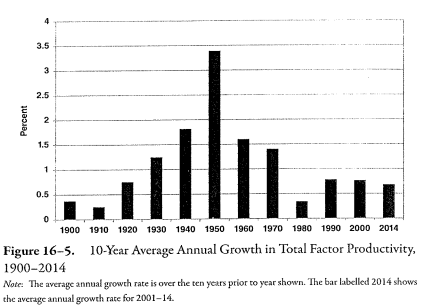 4
3.5
3
2.5
2
1.5
1
0.5
0
Percent
1900 1910 1920 1930 1940 1950 1960 1970 1980 1990 2000 2014
Figure 16–5. 10-Year Average Annual Growth in Total Factor Productivity,
1900–2014
Note: The average annual growth rate is over the ten years prior to year shown. The bar labelled 2014 shows
the average annual growth rate for 2001–14.